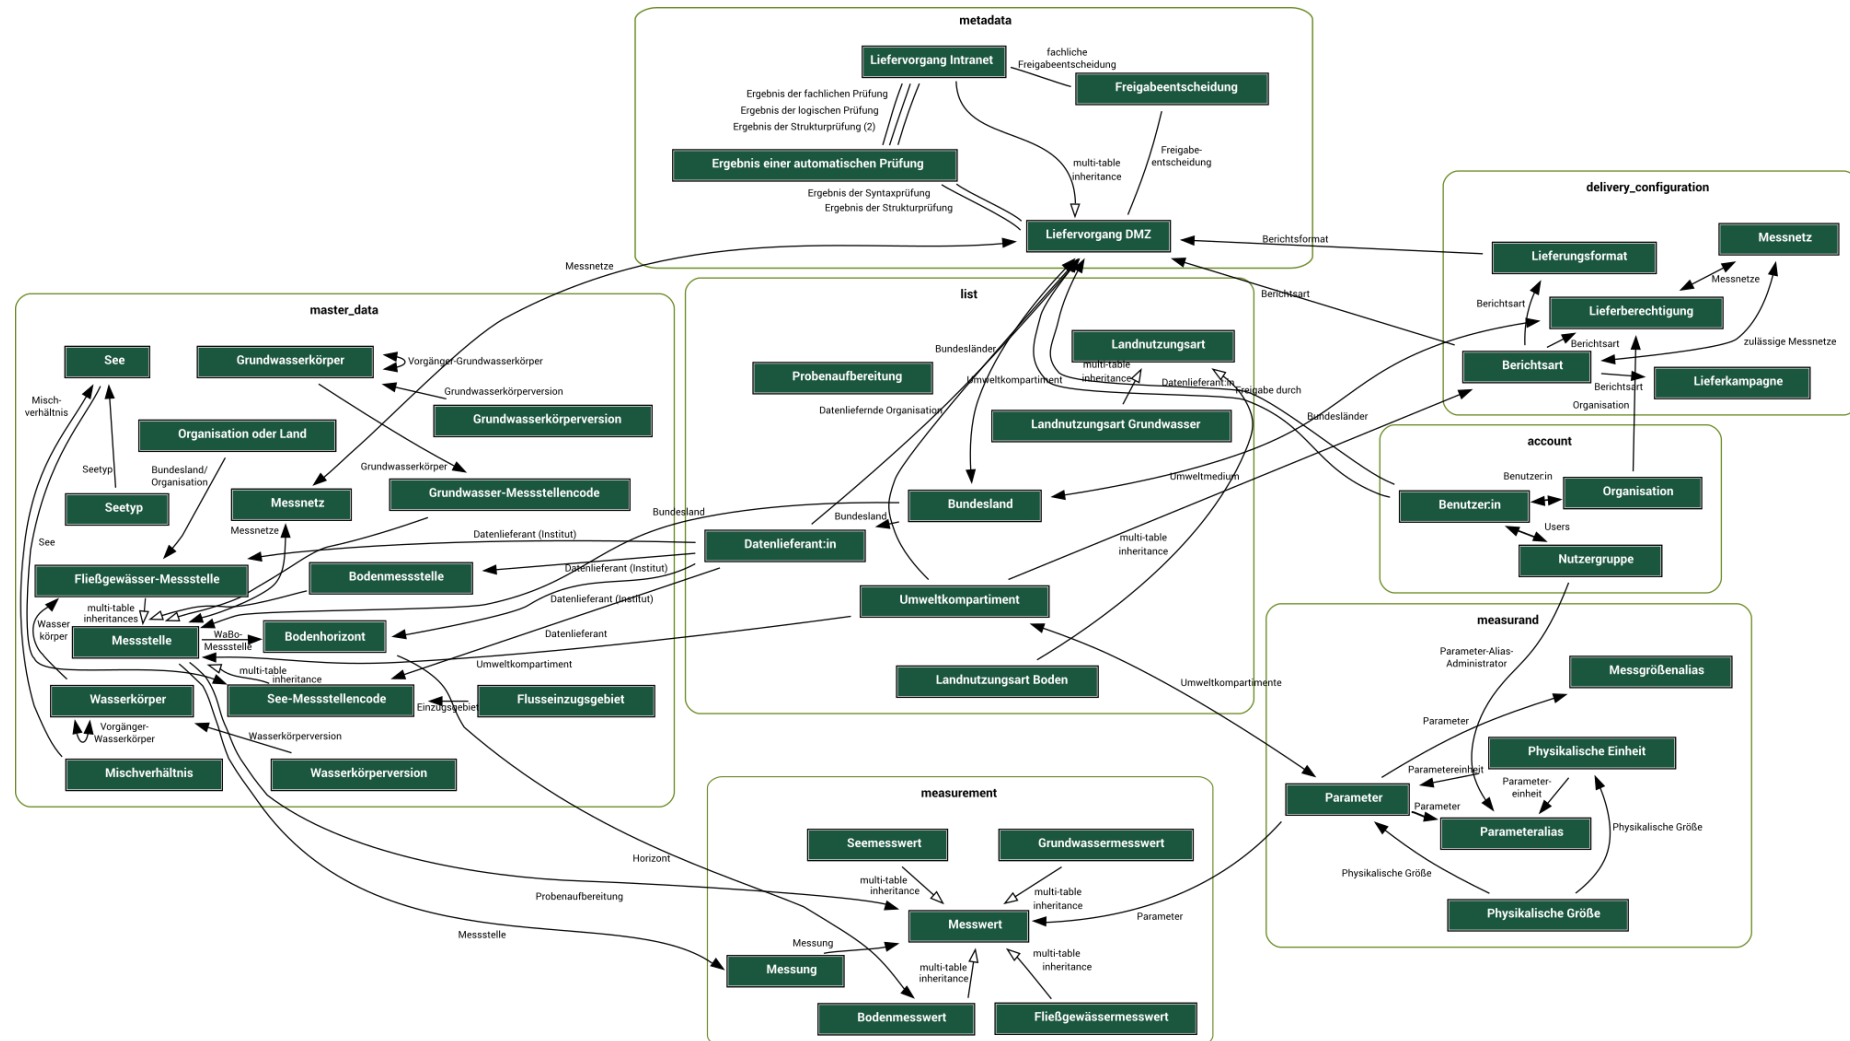 metadata
Liefervorgang Intranet
fachliche
Freigabeentscheidung
Freigabeentscheidung
Ergebnis der fachlichen Prüfung
Ergebnis der logischen Prüfung
Ergebnis der Strukturprüfung (2)
Ergebnis einer automatischen Prüfung
multi-table
inheritance
Freigabe-
entscheidung
Ergebnis der Syntaxprüfung
Ergebnis der Strukturprüfung
Liefervorgang DMZ
delivery_configuration
Messnetz
Lieferungsformat
Berichtsformat
Messnetze
Berichtsart
Lieferberechtigung
Berichtsart
Berichtsart
zulässige Messnetze
Berichtsart
Lieferkampagne
Berichtsart
Organisation
Messnetze
master_data
See
Grundwasserkörper
Vorgänger-Grundwasserkörper
Grundwasserkörperversion
Grundwasserkörperversion
Misch-
verhältnis
Organisation oder Land
Seetyp
Bundesland/
Organisation
Grundwasserkörper
Seetyp
Messnetz
Grundwasser-Messstellencode
Messnetze
See
Fließgewässer-Messstelle
Bodenmessstelle
multi-table
inheritances
Wasser
körper
Messstelle
WaBo-
Messstelle
Bodenhorizont
multi-table
inheritance
Wasserkörper
See-Messstellencode
Einzugsgebiet
Flusseinzugsgebiet
Vorgänger-
Wasserkörper
Wasserkörperversion
Mischverhältnis
Wasserkörperversion
list
Landnutzungsart
Bundesländer
multi-table
inheritance
Probenaufbereitung
Umweltkompartiment
Datenlieferant:in
Freigabe durch
Datenliefernde Organisation
Landnutzungsart Grundwasser
Bundesländer
Umweltmedium
Bundesland
Bundesland
Bundesland
Datenlieferant (Institut)
Datenlieferant:in
multi-table
inheritance
Datenlieferant (Institut)
Datenlieferant (Institut)
Umweltkompartiment
Datenlieferant
Umweltkompartiment
Landnutzungsart Boden
Umweltkompartimente
account
Benutzer:in
Organisation
Benutzer:in
Users
Nutzergruppe
measurand
Parameter-Alias-
Administrator
Messgrößenalias
Parameter
Physikalische Einheit
Parametereinheit
Parameter-
einheit
Parameter
Parameter
Parameteralias
Physikalische Größe
Physikalische Größe
Physikalische Größe
measurement
Seemesswert
Grundwassermesswert
Horizont
multi-table
inheritance
multi-table
inheritance
Probenaufbereitung
Messwert
Parameter
Messstelle
Messung
Messung
multi-table
inheritance
multi-table
inheritance
Bodenmesswert
Fließgewässermesswert